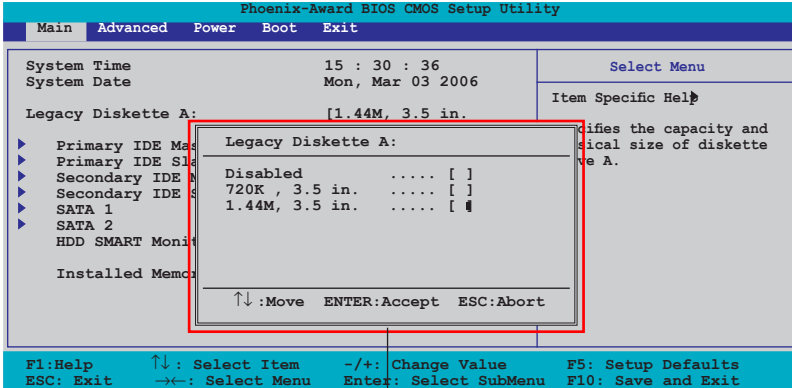 Phoenix-Award BIOS CMOS Setup Utility
Main Advanced Power Boot Exit
System Time 15 : 30 : 36
System Date Mon, Mar 03 2006
Legacy Diskette A: [1.44M, 3.5 in.
Primary IDE Mas
Primary IDE Sla
Secondary IDE M
Secondary IDE S
SATA 1
SATA 2
HDD SMART Monit
Installed Memo
Legacy Diskette A:
Disabled ..... [ ]
720K , 3.5 in. ..... [ ]
1.44M, 3.5 in. ..... [
↑↓ :Move ENTER:Accept ESC:Abort
Select Menu
Item Specific Help
cifies the capacity and
sical size of diskette
ve A.
F1:Help ↑↓ : Select Item -/+: Change Value F5: Setup Defaults
ESC: Exit →←: Select Menu Enter: Select SubMenu F10: Save and Exit